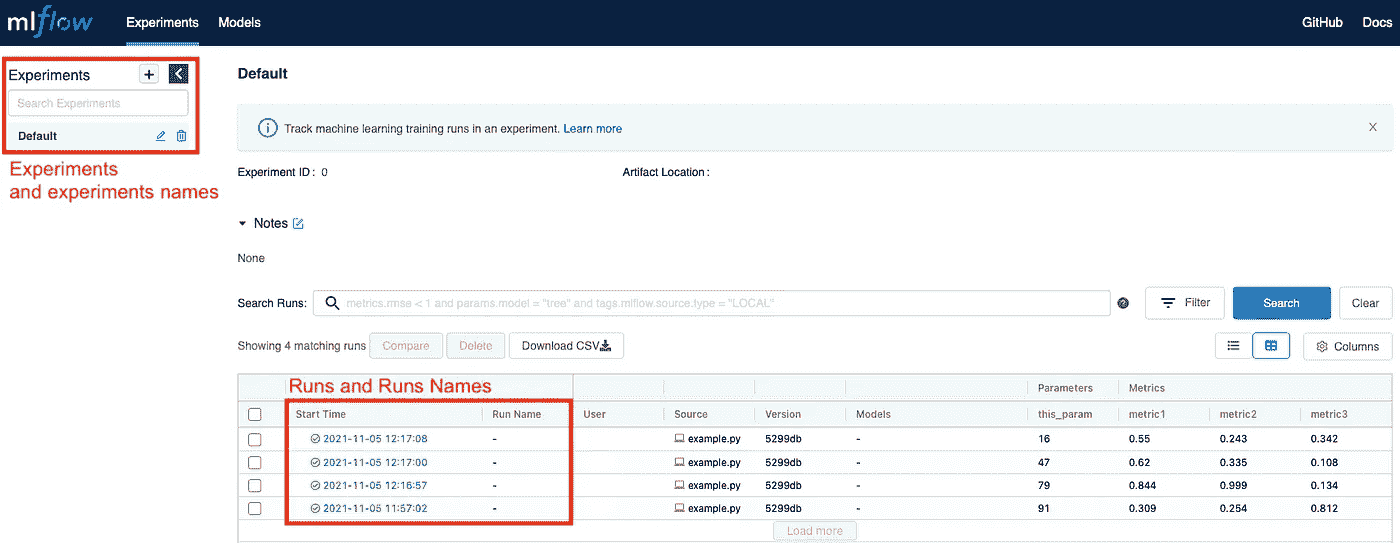 mlflow Experiments Models GitHub Docs
Experiments +
Search Experiments
Default
Experiments
and experiments names
Default
Track machine learning training runs in an experiment. Learn more X
Experiment ID : 0 Artifact Location :
Notes
None
Search Runs: metrics.rmse < 1 and params.model = "tree" and tags.mlflow.source.type = "LOCAL" ? Filter Search Clear
Showing 4 matching runs Compare Delete Download CSV Columns
Runs and Runs Names Parameters Metrics
Start Time Run Name User Source Version Models this_param metric1 metric2 metric3
2021-11-05 12:17:08 - example.py 5299db - 16 0.55 0.243 0.342
2021-11-05 12:17:00 - example.py 5299db - 47 0.62 0.335 0.108
2021-11-05 12:16:57 - example.py 5299db - 79 0.844 0.999 0.134
2021-11-05 11:57:02 - example.py 5299db - 91 0.309 0.254 0.812
Load more